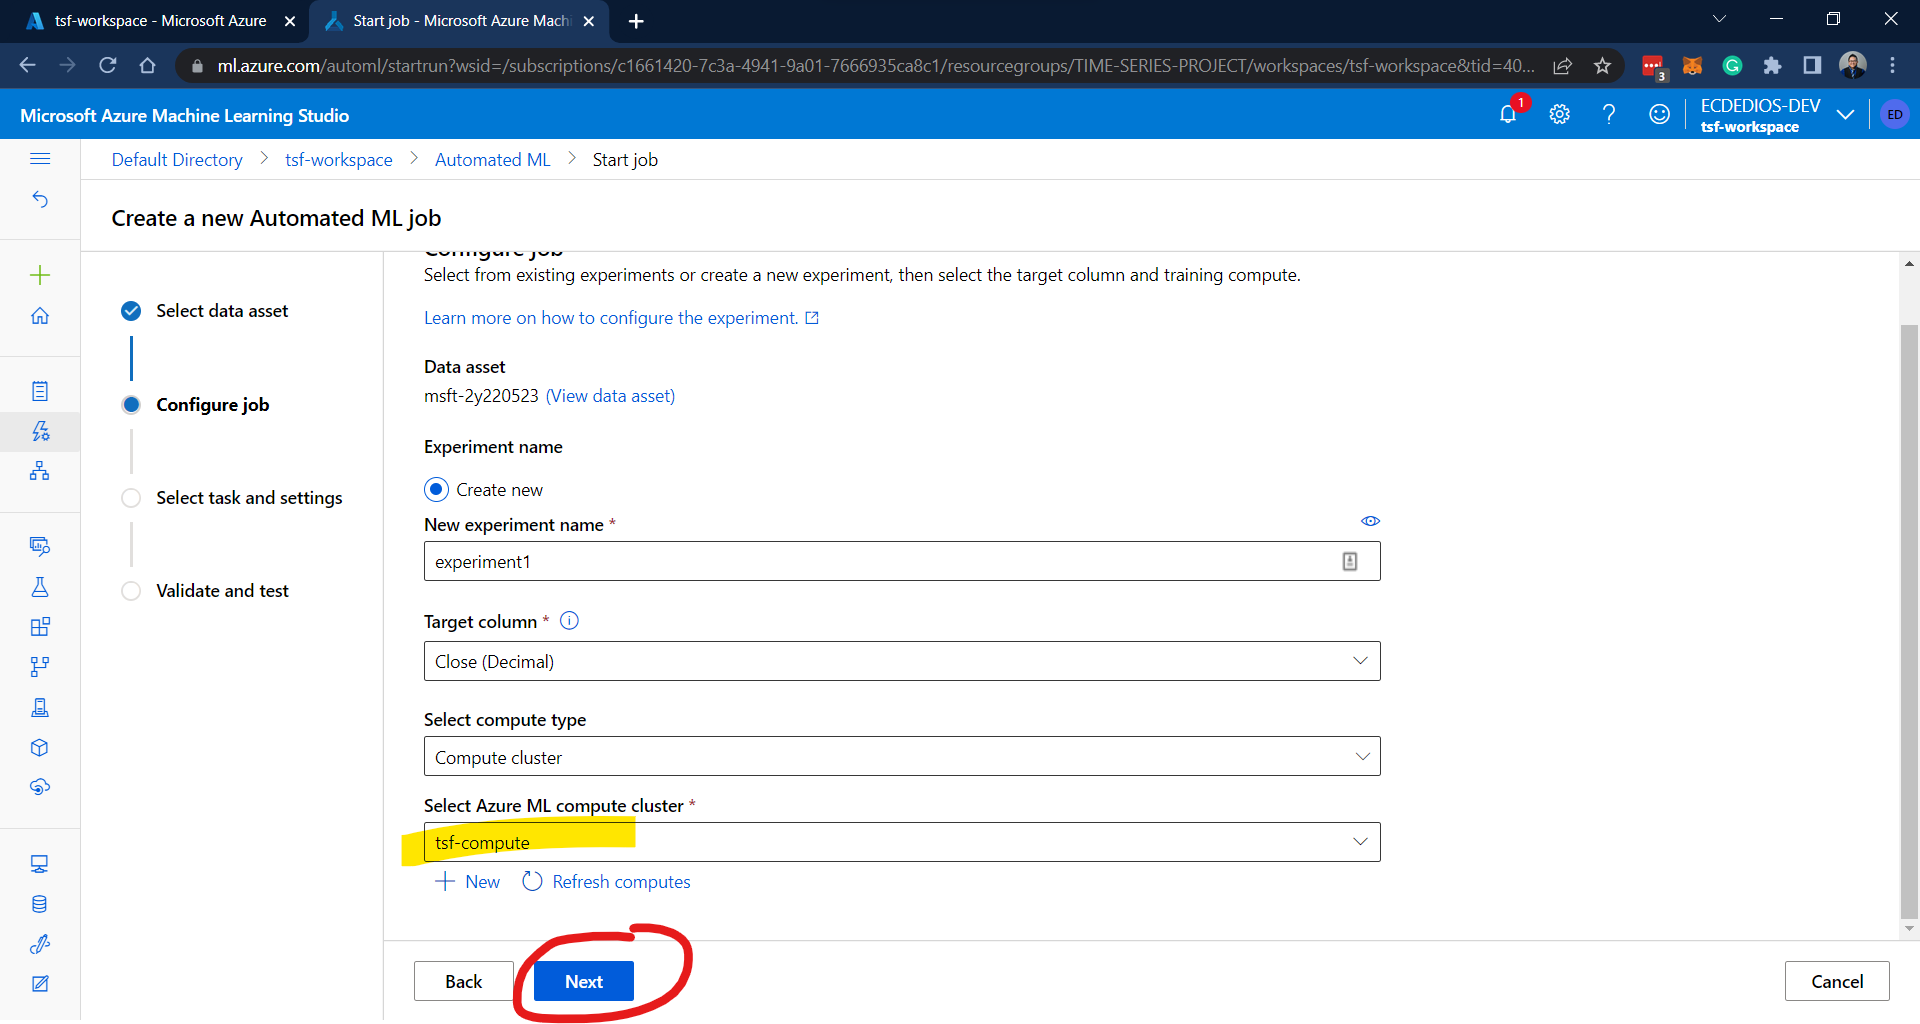 tsf-workspace - Microsoft Azure
Start job - Microsoft Azure Machi
ml.azure.com/automl/startrun?wsid=/subscriptions/c1661420-7c3a-4941-9a01-7666935ca8c1/resourcegroups/TIME-SERIES-PROJECT/workspaces/tsf-workspace&tid=40...
3
Microsoft Azure Machine Learning Studio
1
ECDEDIOS-DEV
tsf-workspace
ED
Default Directory > tsf-workspace > Automated ML > Start job
Create a new Automated ML job
Select data asset
Configure job
Select task and settings
Validate and test
Configure job
Select from existing experiments or create a new experiment, then select the target column and training compute.
Learn more on how to configure the experiment.
Data asset
msft-2y220523 (View data asset)
Experiment name
Create new
New experiment name *
experiment1
Target column *
Close (Decimal)
Select compute type
Compute cluster
Select Azure ML compute cluster *
tsf-compute
New Refresh computes
Back Next Cancel